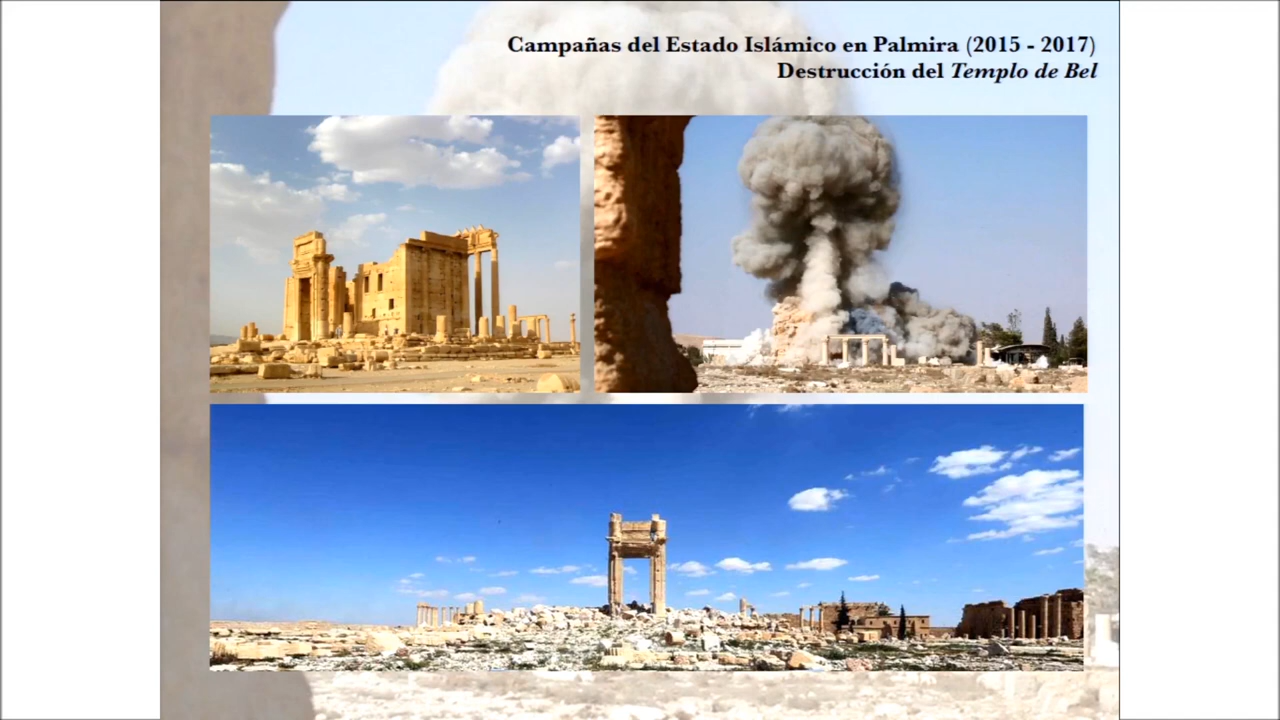 Campañas del Estado Islámico en Palmira (2015 - 2017)
Destrucción del Templo de Bel